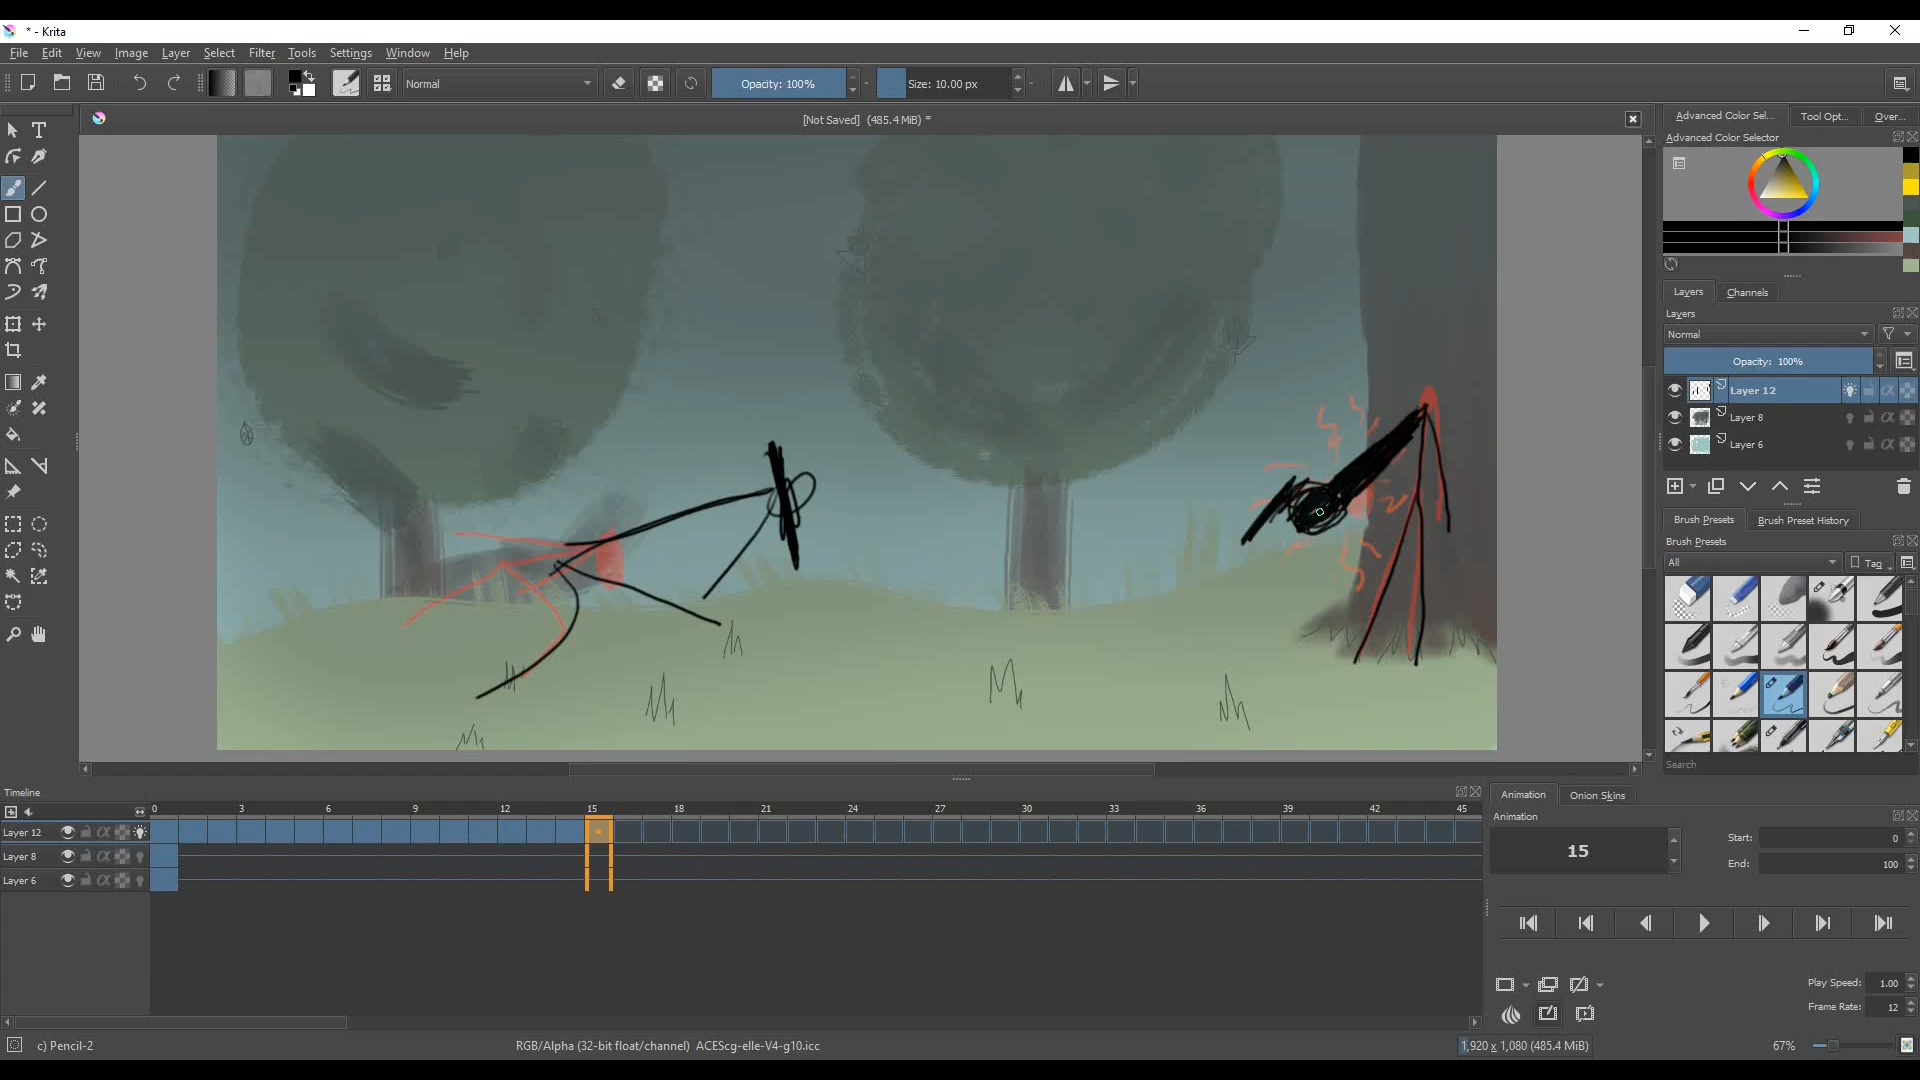 * - Krita
File Edit View Image Layer Select Filter Tools Settings Window Help
Normal
Opacity: 100%
Size: 10.00 px
[Not Saved] (485.4 MiB) *
Advanced Color Sel... Tool Opt... Over...
Advanced Color Selector
Layers Channels
Layers
Normal
Opacity: 100%
Layer 12
Layer 8
Layer 6
Brush Presets Brush Preset History
Brush Presets
All Tag
Search
Timeline
0 3 6 9 12 15 18 21 24 27 30 33 36 39 42 45
Layer 12
Layer 8
Layer 6
Animation Onion Skins
Animation
15
Start: 0
End: 100
Play Speed: 1.00
Frame Rate: 12
c) Pencil-2
RGB/Alpha (32-bit float/channel) ACEScg-elle-V4-g10.icc
1,920 x 1,080 (485.4 MiB)
67%